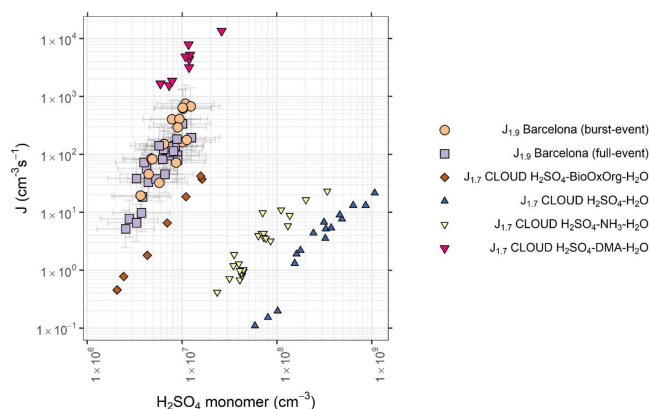 1 × 10⁴
1 × 10³
1 × 10²
1 × 10¹
1 × 10⁰
1 × 10⁻¹
J (cm⁻³s⁻¹)
1 × 10⁶
1 × 10⁷
1 × 10⁸
1 × 10⁹
H₂SO₄ monomer (cm⁻³)
J₁.₉ Barcelona (burst-event)
J₁.₉ Barcelona (full-event)
J₁.₇ CLOUD H₂SO₄-BioOxOrg-H₂O
J₁.₇ CLOUD H₂SO₄-H₂O
J₁.₇ CLOUD H₂SO₄-NH₃-H₂O
J₁.₇ CLOUD H₂SO₄-DMA-H₂O